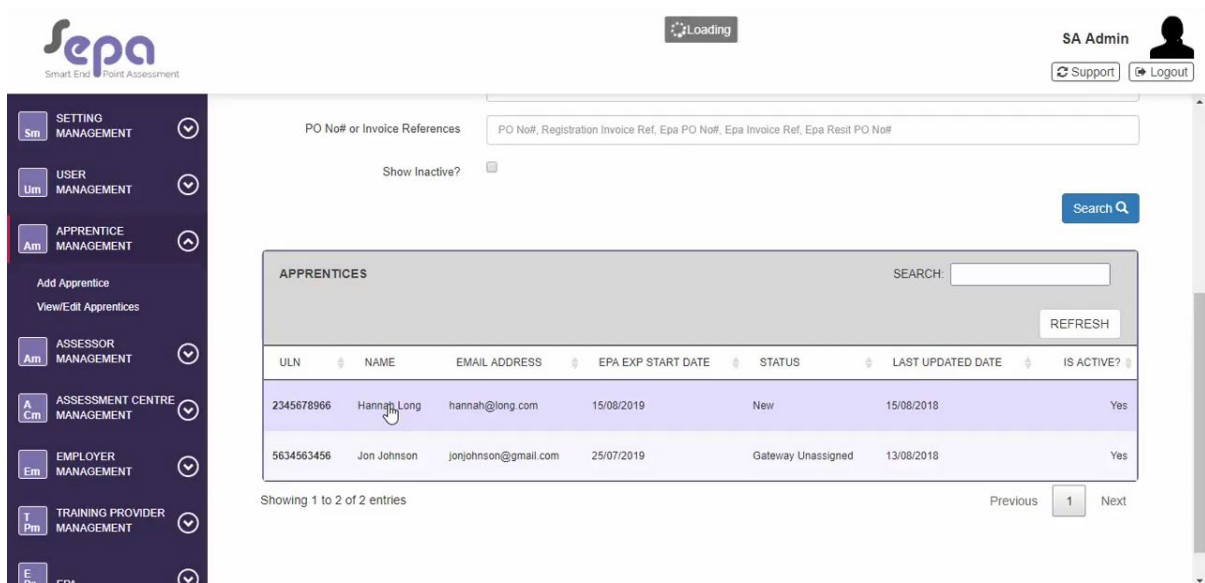 Sepa
Smart End Point Assessment
Loading
SA Admin
Support
Logout
Sm
SETTING
MANAGEMENT
Um
USER
MANAGEMENT
Am
APPRENTICE
MANAGEMENT
Add Apprentice
View/Edit Apprentices
Am
ASSESSOR
MANAGEMENT
A
Cm
ASSESSMENT CENTRE
MANAGEMENT
Em
EMPLOYER
MANAGEMENT
T
Pm
TRAINING PROVIDER
MANAGEMENT
E
EPA
PO No# or Invoice References
PO No#, Registration Invoice Ref, Epa PO No#, Epa Invoice Ref, Epa Resit PO No#
Show Inactive?
Search
APPRENTICES
SEARCH:
REFRESH
ULN NAME EMAIL ADDRESS EPA EXP START DATE STATUS LAST UPDATED DATE IS ACTIVE?
2345678966 Hannah Long hannah@long.com 15/08/2019 New 15/08/2018 Yes
5634563456 Jon Johnson jonjohnson@gmail.com 25/07/2019 Gateway Unassigned 13/08/2018 Yes
Showing 1 to 2 of 2 entries
Previous 1 Next